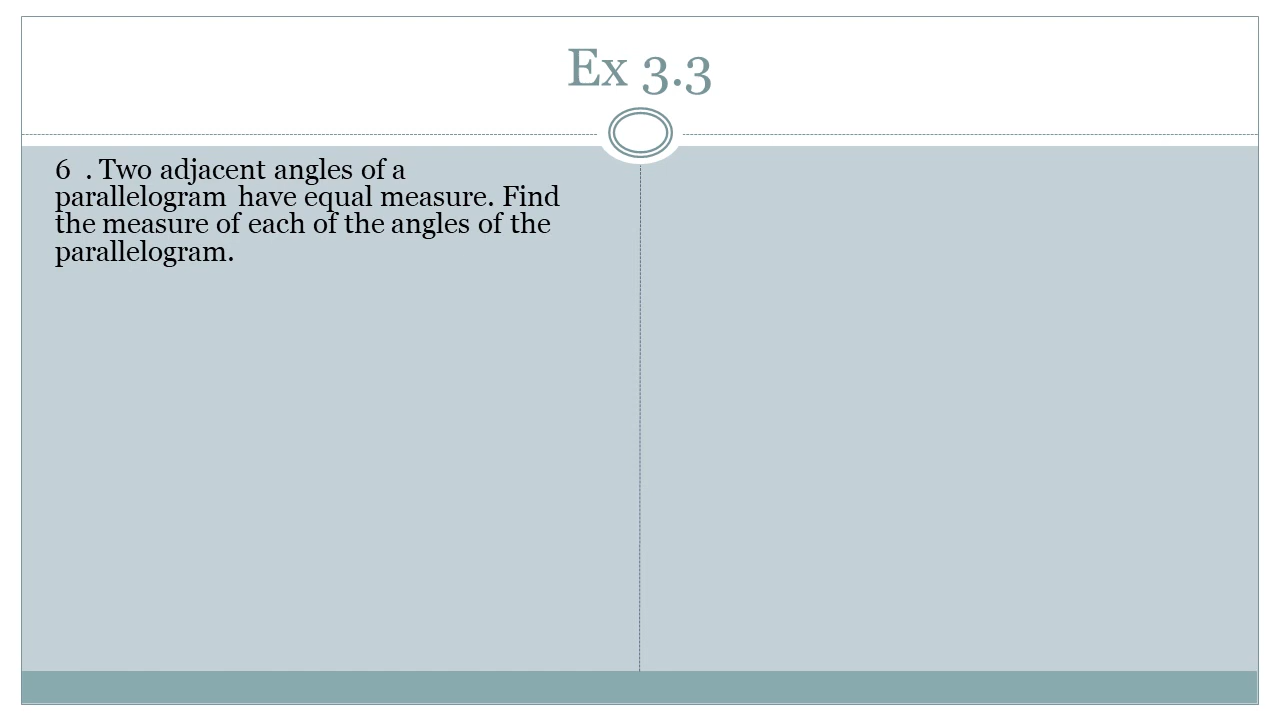 Ex 3.3
6 . Two adjacent angles of a
parallelogram have equal measure. Find
the measure of each of the angles of the
parallelogram.